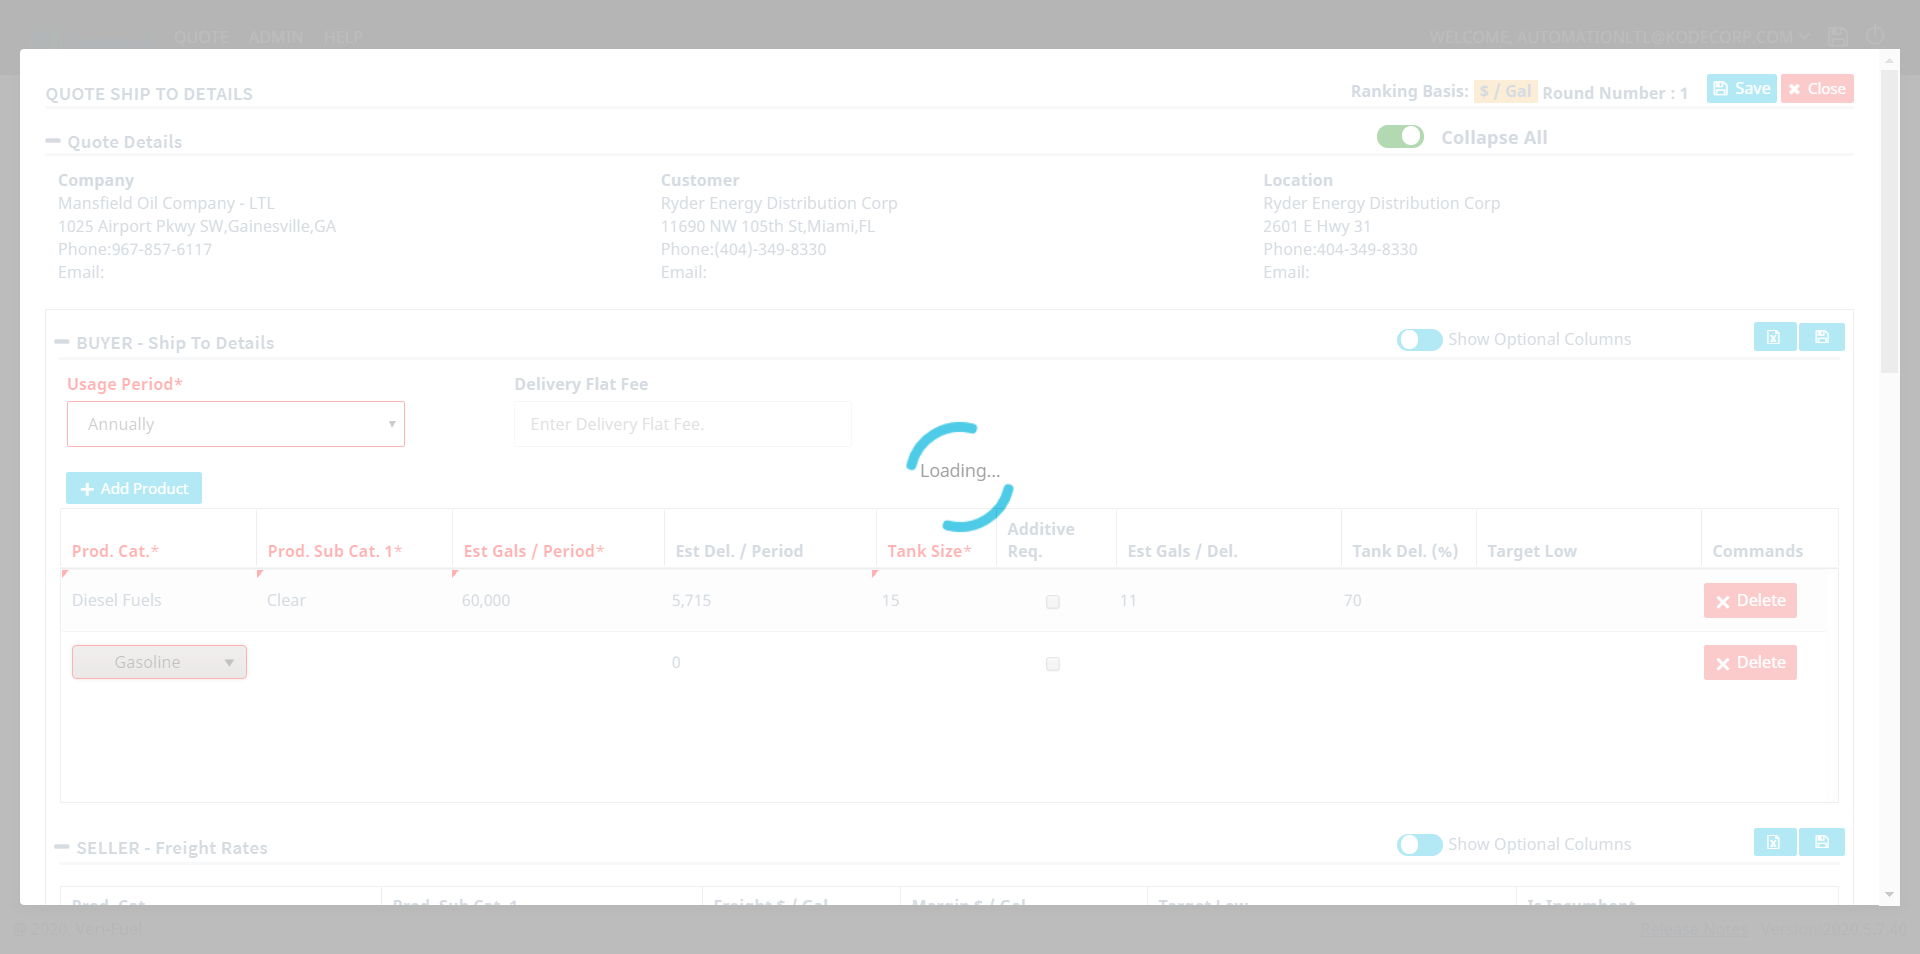 QUOTE ADMIN HELP
WELCOME, AUTOMATIONLTL@KODECORP.COM
QUOTE SHIP TO DETAILS
Ranking Basis: $ / Gal Round Number : 1
Save
Close
Quote Details
Collapse All
Company
Mansfield Oil Company - LTL
1025 Airport Pkwy SW,Gainesville,GA
Phone:967-857-6117
Email:
Customer
Ryder Energy Distribution Corp
11690 NW 105th St,Miami,FL
Phone:(404)-349-8330
Email:
Location
Ryder Energy Distribution Corp
2601 E Hwy 31
Phone:404-349-8330
Email:
BUYER - Ship To Details
Show Optional Columns
Usage Period*
Annually
Delivery Flat Fee
Enter Delivery Flat Fee.
Loading...
Add Product
Prod. Cat.* Prod. Sub Cat. 1* Est Gals / Period* Est Del. / Period Tank Size* Additive Req. Est Gals / Del. Tank Del. (%) Target Low Commands
Diesel Fuels Clear 60,000 5,715 15 11 70 Delete
Gasoline 0 Delete
SELLER - Freight Rates
Show Optional Columns
Prod. Cat. Prod. Sub Cat. 1 Freight $ / Gal Margin $ / Gal Target Low Is Incumbent
@ 2020, Veri-Fuel
Release Notes